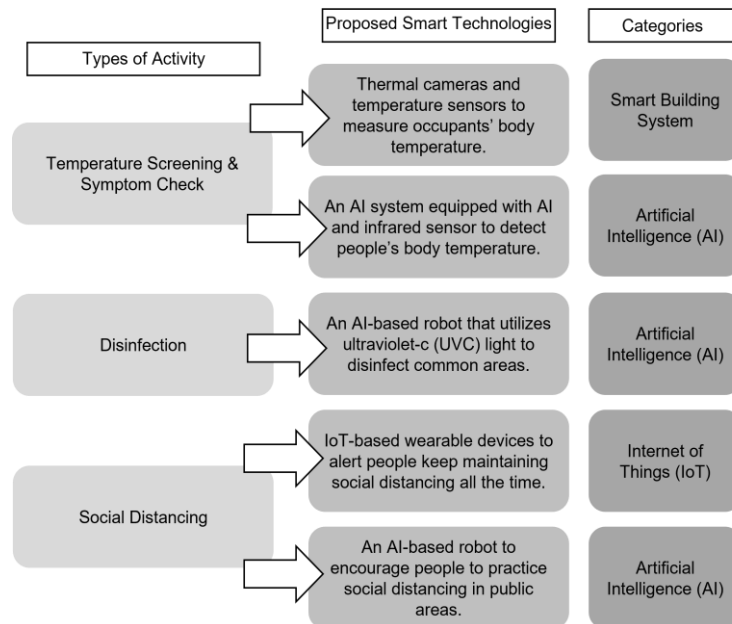 Proposed Smart Technologies
Categories
Types of Activity
Thermal cameras and
temperature sensors to
measure occupants’ body
temperature.
Smart Building
System
Temperature Screening &
Symptom Check
An AI system equipped with AI
and infrared sensor to detect
people’s body temperature.
Artificial
Intelligence (AI)
Disinfection
An AI-based robot that utilizes
ultraviolet-c (UVC) light to
disinfect common areas.
Artificial
Intelligence (AI)
IoT-based wearable devices to
alert people keep maintaining
social distancing all the time.
Internet of
Things (IoT)
Social Distancing
An AI-based robot to
encourage people to practice
social distancing in public
areas.
Artificial
Intelligence (AI)